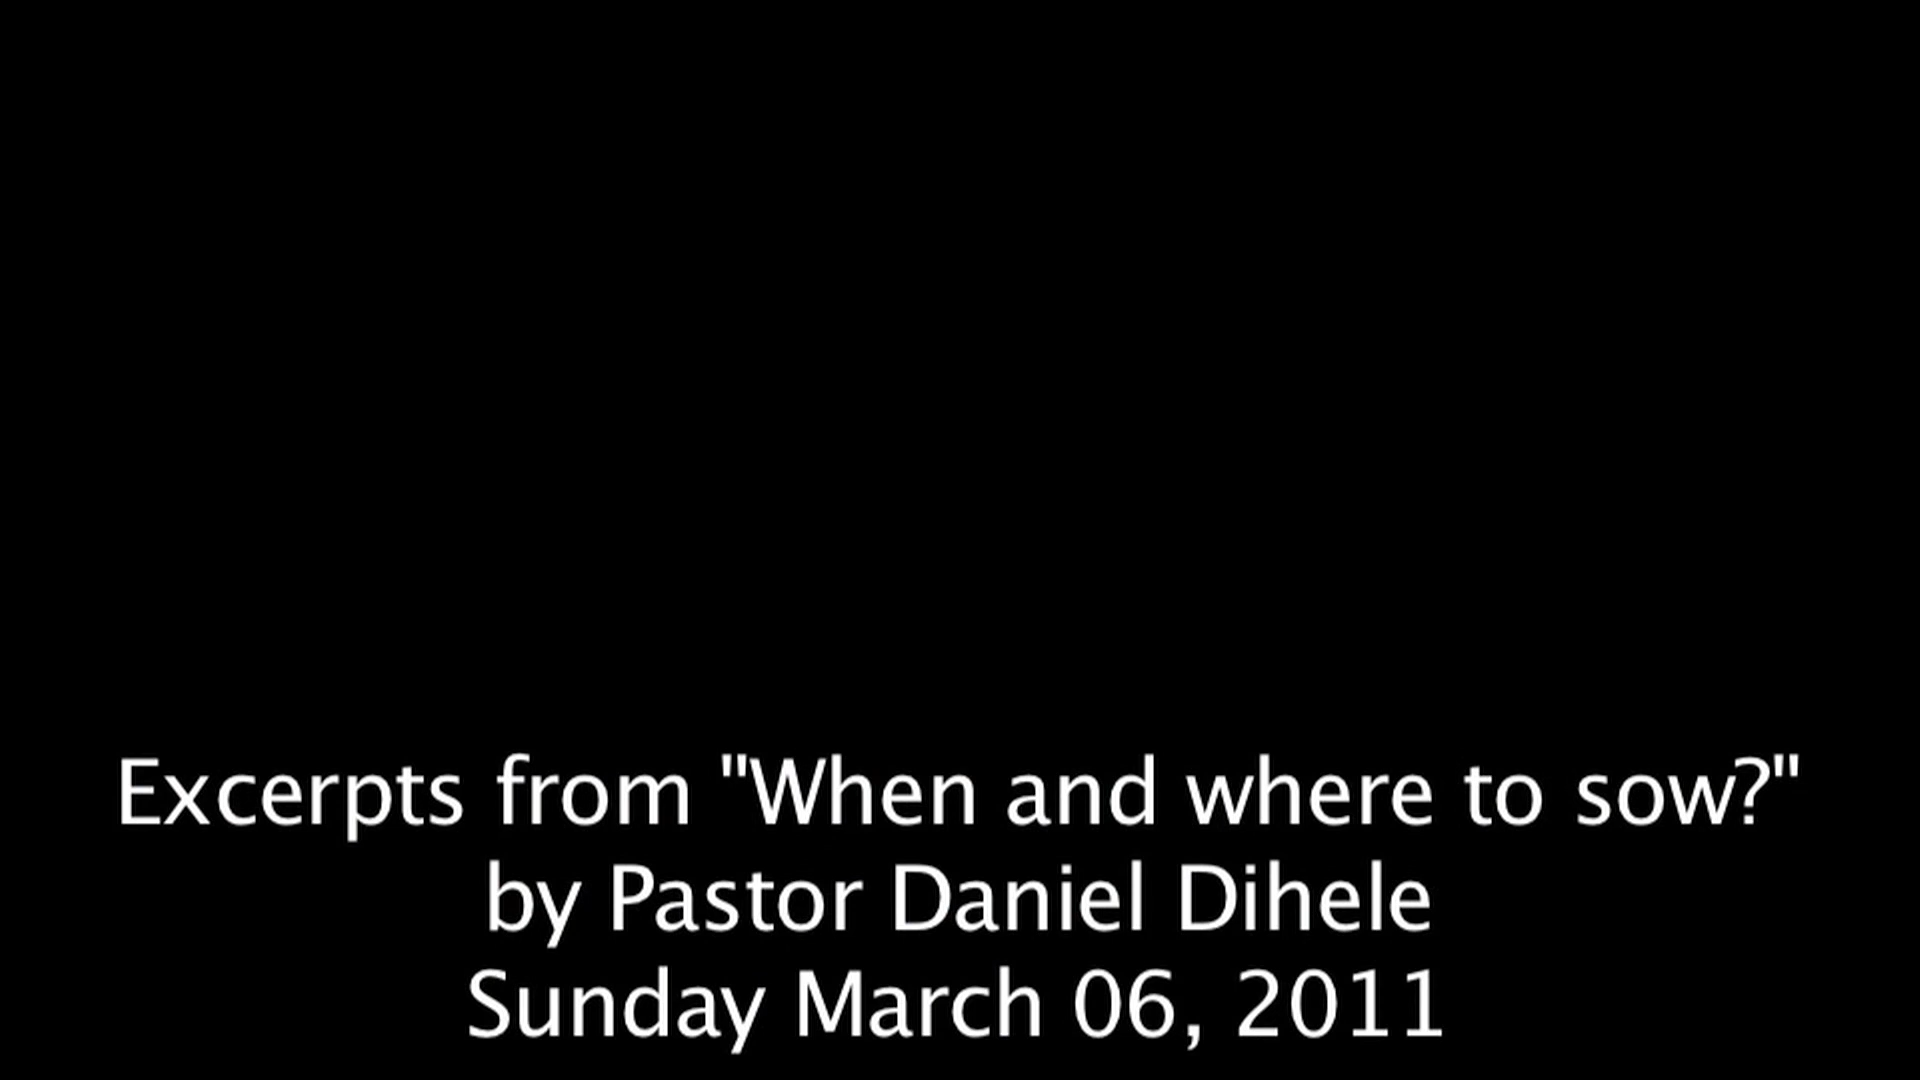 Excerpts from "When and where to sow?"
by Pastor Daniel Dihele
Sunday March 06, 2011